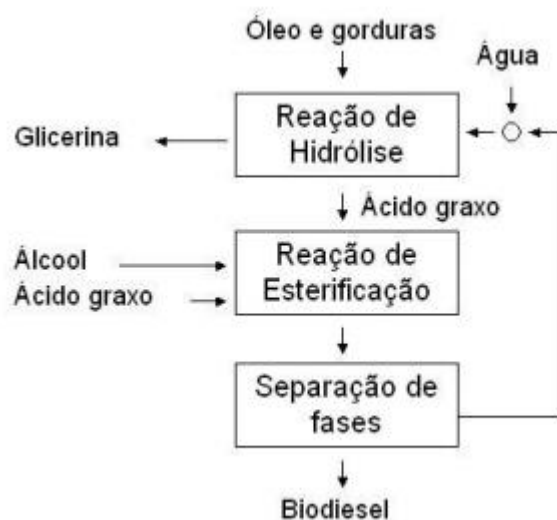 Óleo e gorduras
Água
Reação de
Hidrólise
Glicerina
Ácido graxo
Álcool
Ácido graxo
Reação de
Esterificação
Separação de
fases
Biodiesel